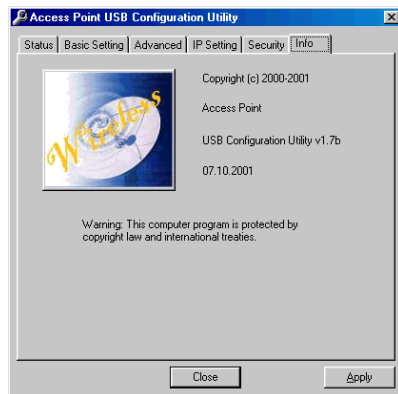 Access Point USB Configuration Utility
Status Basic Setting Advanced IP Setting Security Info
Wireless
Copyright (c) 2000-2001
Access Point
USB Configuration Utility v1.7b
07.10.2001
Warning: This computer program is protected by
copyright law and international treaties.
Close Apply